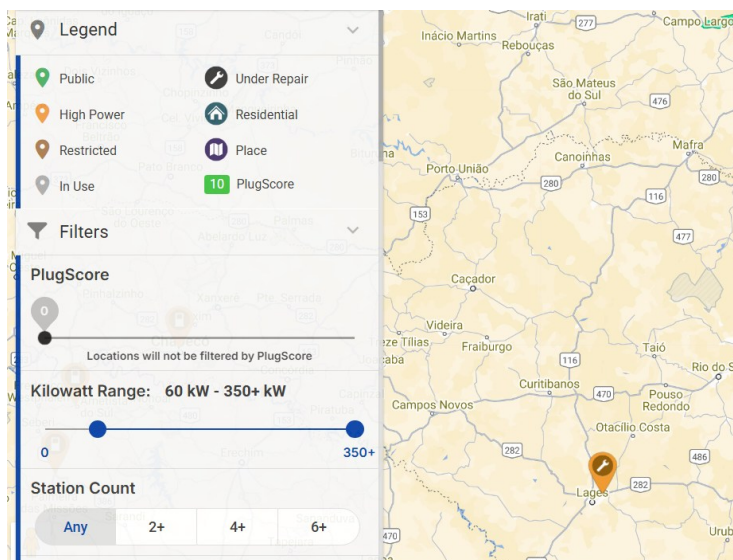 Legend
Public
Under Repair
High Power
Residential
Restricted
Place
In Use
10 PlugScore
Filters
PlugScore
0
Locations will not be filtered by PlugScore
Kilowatt Range: 60 kW - 350+ kW
0
350+
Station Count
Any 2+ 4+ 6+
Irati
277
Campo Largo
Inácio Martins
Rebouças
São Mateus
do Sul
476
Mafra
Canoinhas
Porto União
280
280
116
153
477
Caçador
Videira
Fraiburgo
Taió
116
Rio do S
Curitibanos
470
Pouso
Redondo
Campos Novos
Otacílio Costa
282
486
Lages
282
470
Urub